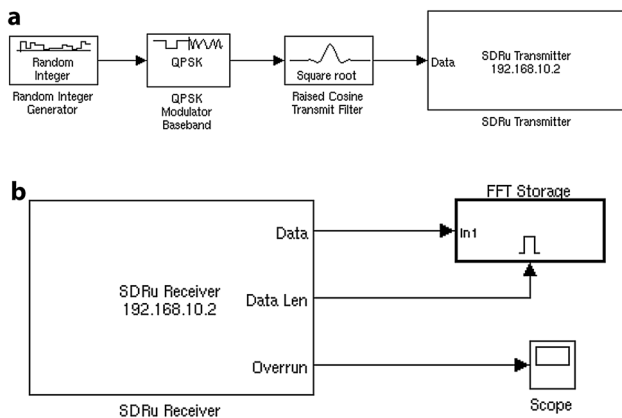 a
Random
Integer
Random Integer
Generator
QPSK
QPSK
Modulator
Baseband
Square root
Raised Cosine
Transmit Filter
Data
SDRu Transmitter
192.168.10.2
SDRu Transmitter
b
SDRu Receiver
192.168.10.2
Data
Data Len
Overrun
SDRu Receiver
FFT Storage
In1
Scope